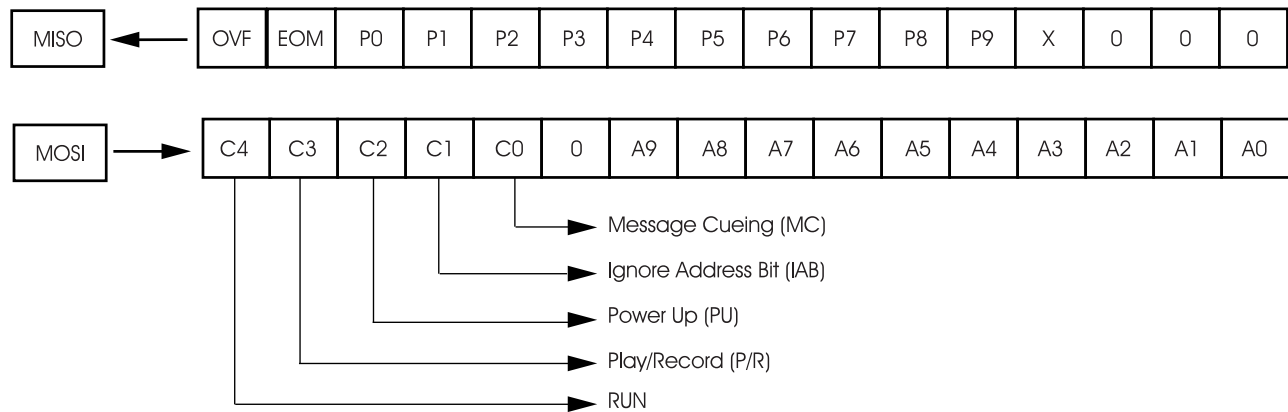 MISO OVF EOM P0 P1 P2 P3 P4 P5 P6 P7 P8 P9 X 0 0 0
MOSI C4 C3 C2 C1 C0 0 A9 A8 A7 A6 A5 A4 A3 A2 A1 A0
Message Cueing (MC)
Ignore Address Bit (IAB)
Power Up (PU)
Play/Record (P/R)
RUN